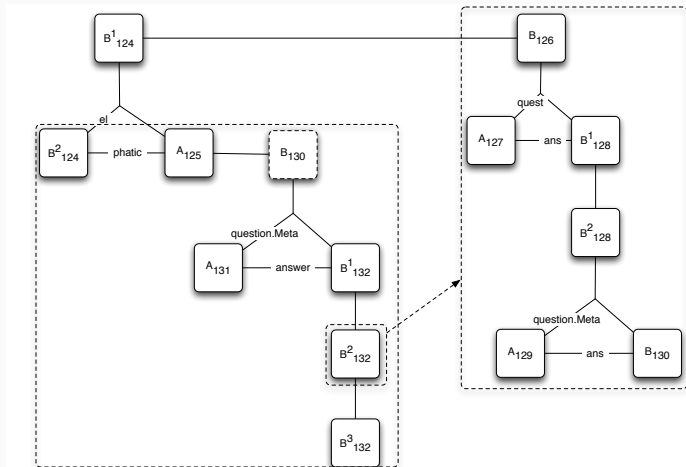 B¹₁₂₄
B₁₂₆
el
quest
B²₁₂₄
phatic
A₁₂₅
B₁₃₀
A₁₂₇
ans
B¹₁₂₈
B²₁₂₈
question.Meta
A₁₃₁
answer
B¹₁₃₂
question.Meta
B²₁₃₂
A₁₂₉
ans
B₁₃₀
B³₁₃₂